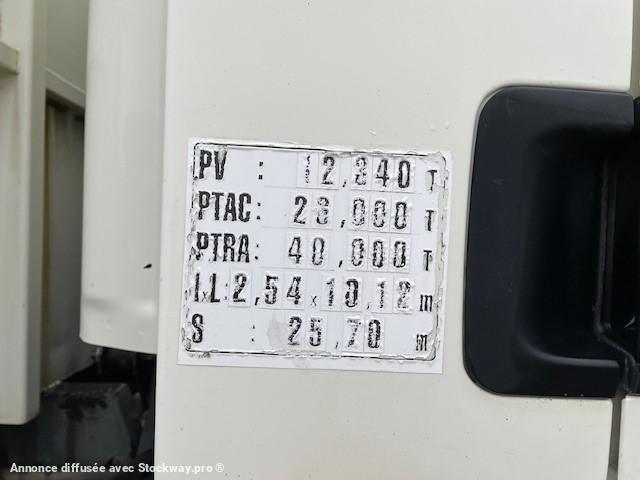 PV : 12,840 T
PTAC: 26,000 T
PTRA: 40,000 T
lxL: 2,54 x 10,12 m
S : 25,70 m
Annonce diffusée avec Stockway.pro ®